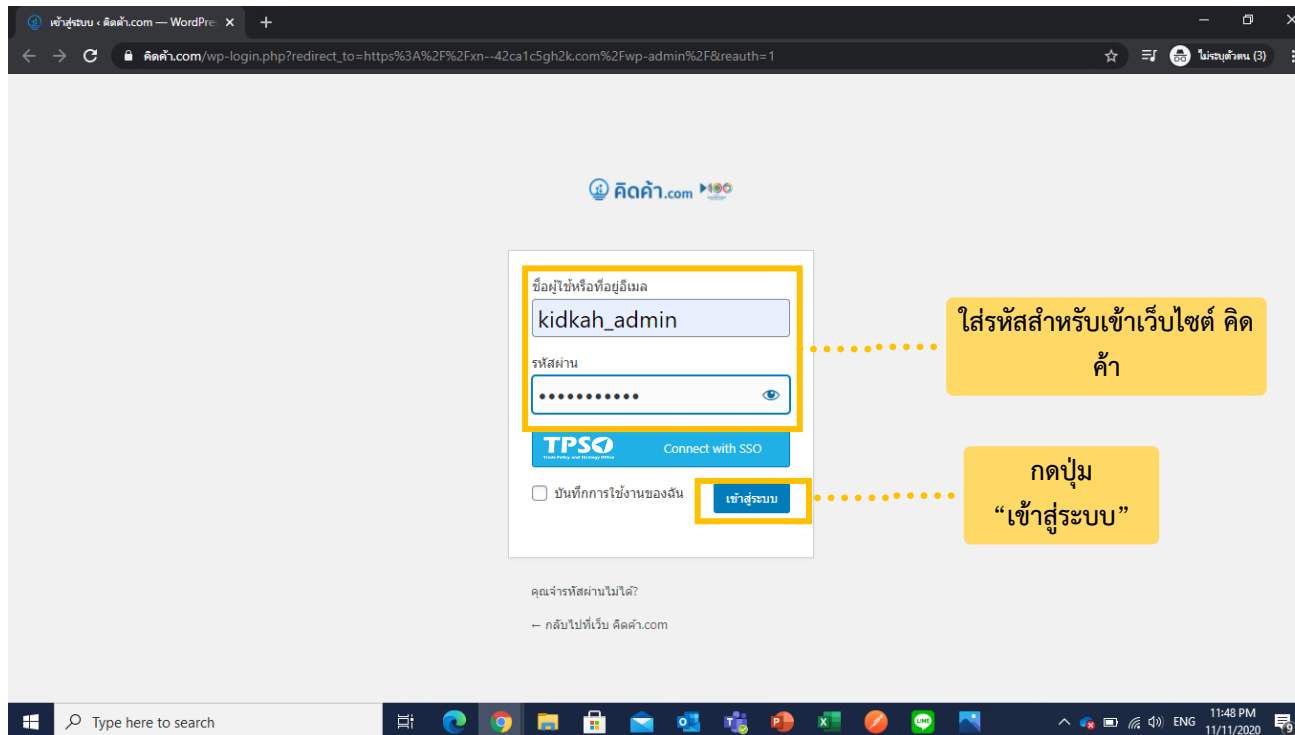 เข้าสู่ระบบ ‹ คิดค้า.com — WordPre
คิดค้า.com/wp-login.php?redirect_to=https%3A%2F%2Fxn--42ca1c5gh2k.com%2Fwp-admin%2F&reauth=1
ไม่ระบุตัวตน (3)
คิดค้า.com
ชื่อผู้ใช้หรือที่อยู่อีเมล
kidkah_admin
รหัสผ่าน
•••••••••••
TPSO Connect with SSO
Trade Policy and Strategy Office
บันทึกการใช้งานของฉัน
เข้าสู่ระบบ
ใส่รหัสสำหรับเข้าเว็บไซต์ คิด
ค้า
กดปุ่ม
“เข้าสู่ระบบ”
คุณจำรหัสผ่านไม่ได้?
← กลับไปที่เว็บ คิดค้า.com
Type here to search
ENG
11:48 PM
11/11/2020
9